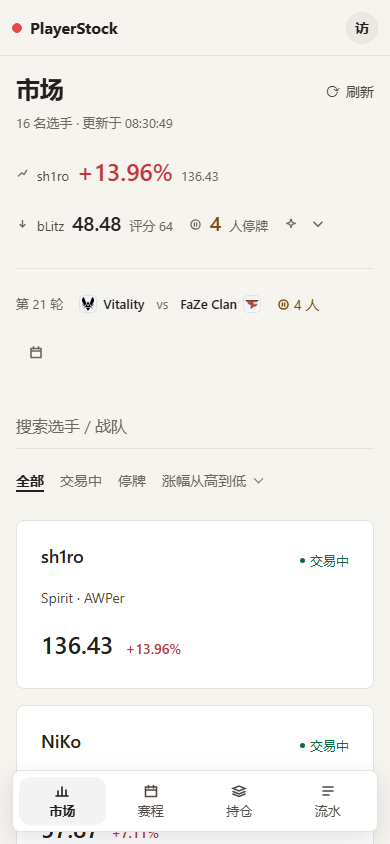 PlayerStock
访
市场
刷新
16 名选手 · 更新于 08:30:49
sh1ro +13.96% 136.43
bLitz 48.48 评分 64 4 人停牌
第 21 轮 Vitality vs FaZe Clan 4 人
搜索选手 / 战队
全部 交易中 停牌 涨幅从高到低
sh1ro
交易中
Spirit · AWPer
136.43 +13.96%
NiKo
交易中
市场 赛程 持仓 流水